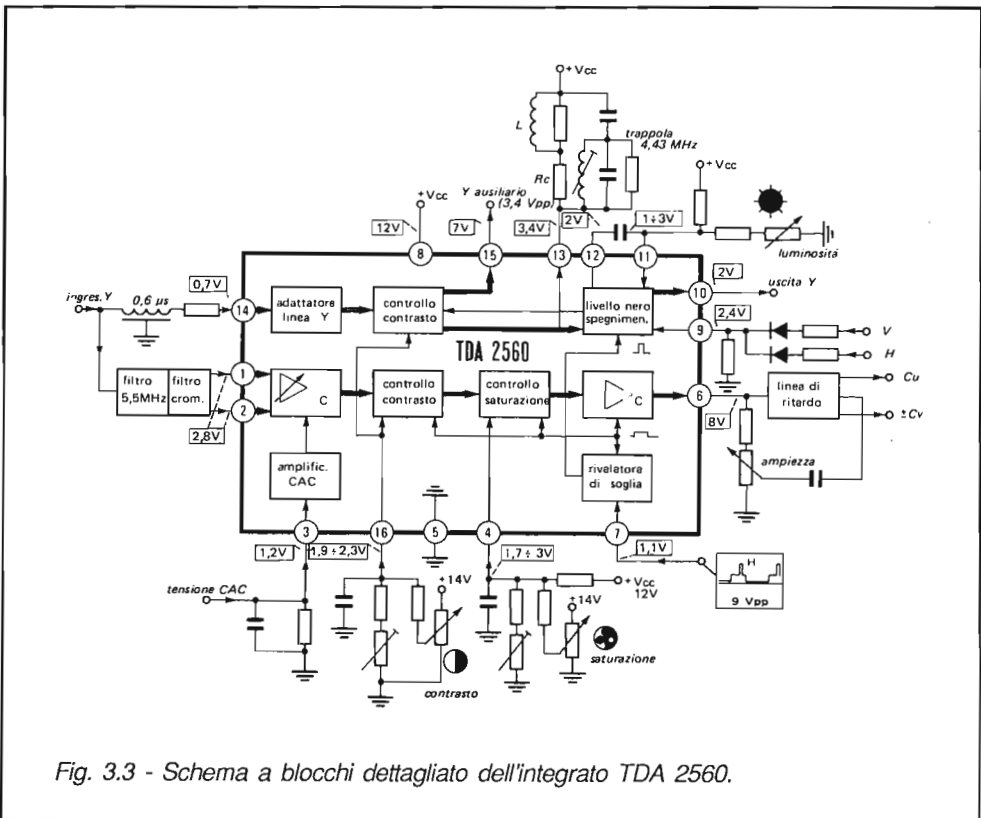 +Vcc
L
trappola
4,43 MHz
Rc
+Vcc
+Vcc
Y ausiliario
(3,4 Vpp)
12V
7V
3,4V
2V
1÷3V
luminosità
8
15
13
12
11
ingres. Y
0,6 µs
0,7V
14
adattatore
linea Y
controllo
contrasto
livello nero
spegnimen.
10
2V
uscita Y
TDA 2560
9
2,4V
V
H
filtro
5,5MHz
filtro
crom.
1
2
2,8V
C
controllo
contrasto
controllo
saturazione
C
6
8V
linea di
ritardo
Cu
±Cv
ampiezza
amplific.
CAC
rivelatore
di soglia
3
16
5
4
7
1,2V
1,9÷2,3V
1,7÷3V
1,1V
H
9 Vpp
tensione CAC
+14V
+Vcc
12V
+14V
contrasto
saturazione
Fig. 3.3 - Schema a blocchi dettagliato dell'integrato TDA 2560.